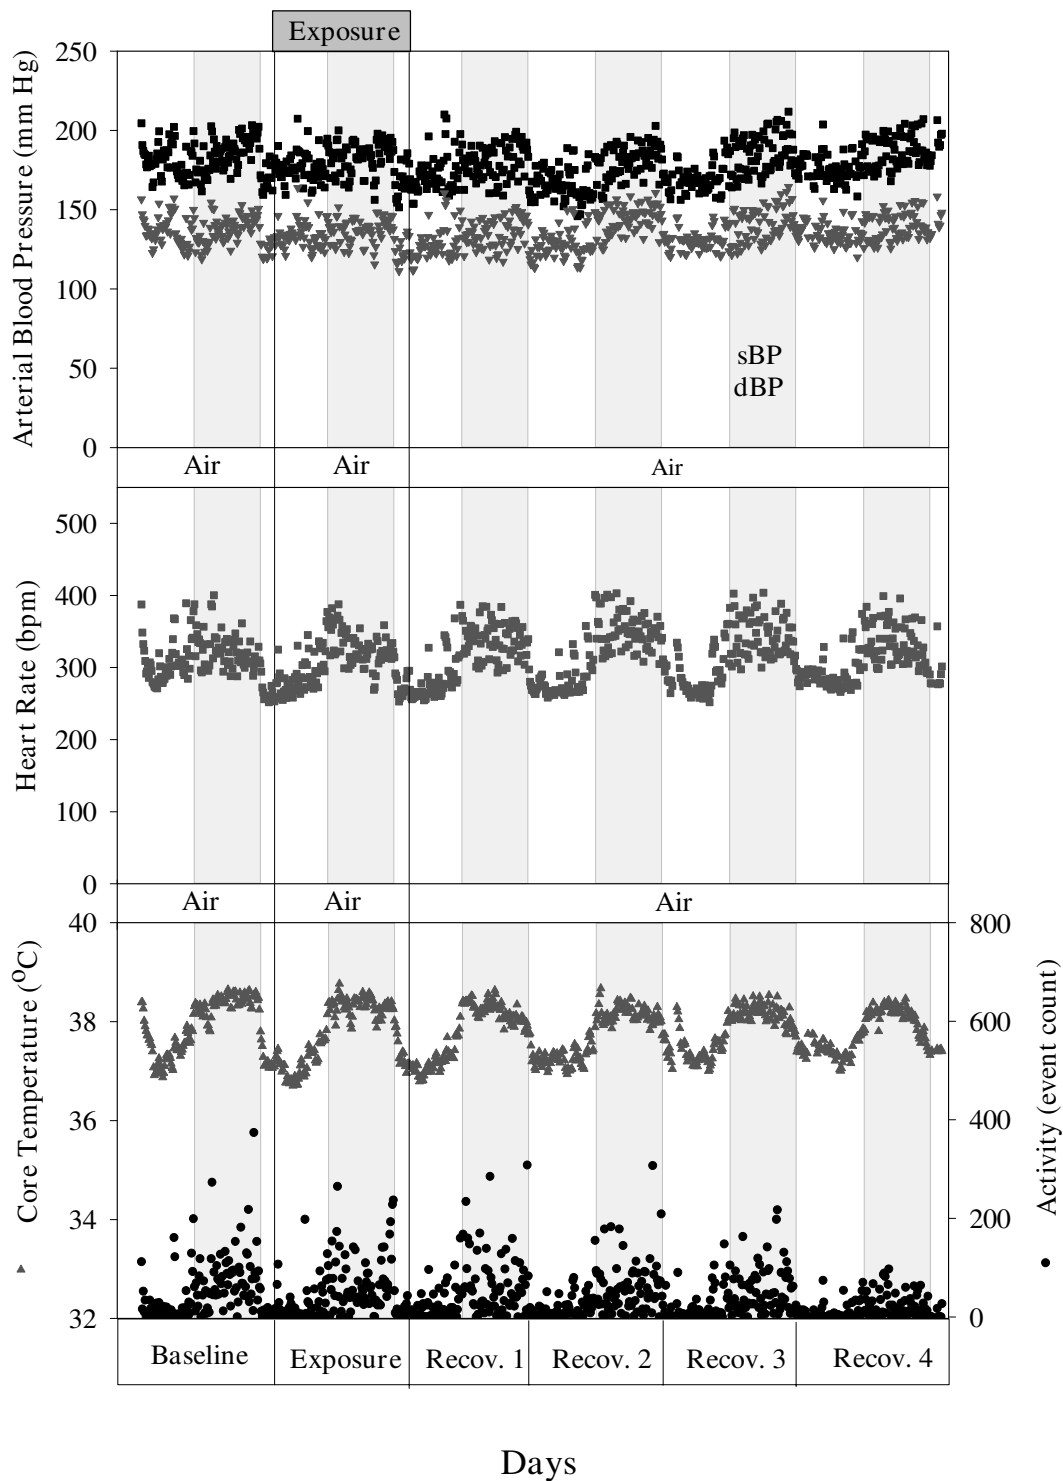 Exposure
Arterial Blood Pressure (mm Hg)
250
200
150
100
50
0
sBP
dBP
Air Air Air
Heart Rate (bpm)
500
400
300
200
100
0
Air Air Air
Core Temperature (°C)
40
38
36
34
32
800
600
400
200
0
Activity (event count)
Baseline Exposure Recov. 1 Recov. 2 Recov. 3 Recov. 4
Days